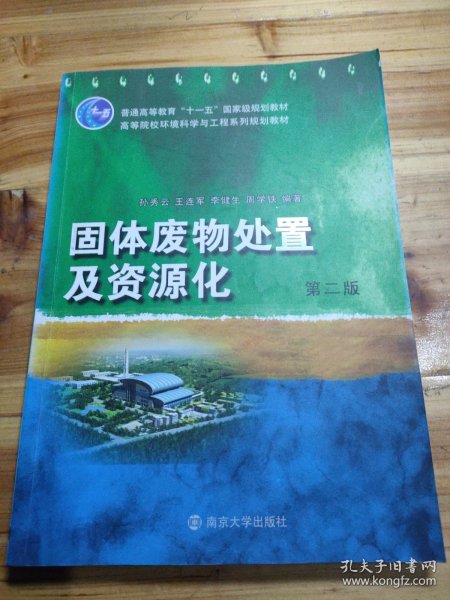 十一五
普通高等教育“十一五”国家级规划教材
高等院校环境科学与工程系列规划教材
孙秀云 王连军 李健生 周学铁 编著
固体废物处置
及资源化
第二版
南京大学出版社
孔夫子旧书网
www.kongfz.com